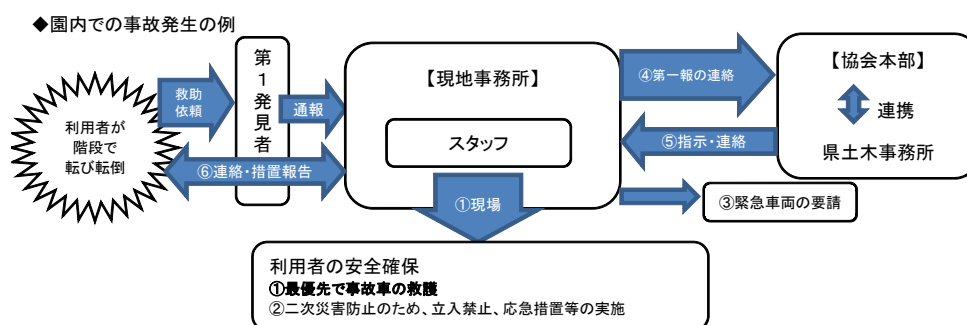 ◆園内での事故発生の例
利用者が
階段で
転び転倒
救助
依頼
第1発見者
通報
⑥連絡・措置報告
【現地事務所】
スタッフ
①現場
④第一報の連絡
⑤指示・連絡
③緊急車両の要請
【協会本部】
連携
県土木事務所
利用者の安全確保
①最優先で事故車の救護
②二次災害防止のため、立入禁止、応急措置等の実施